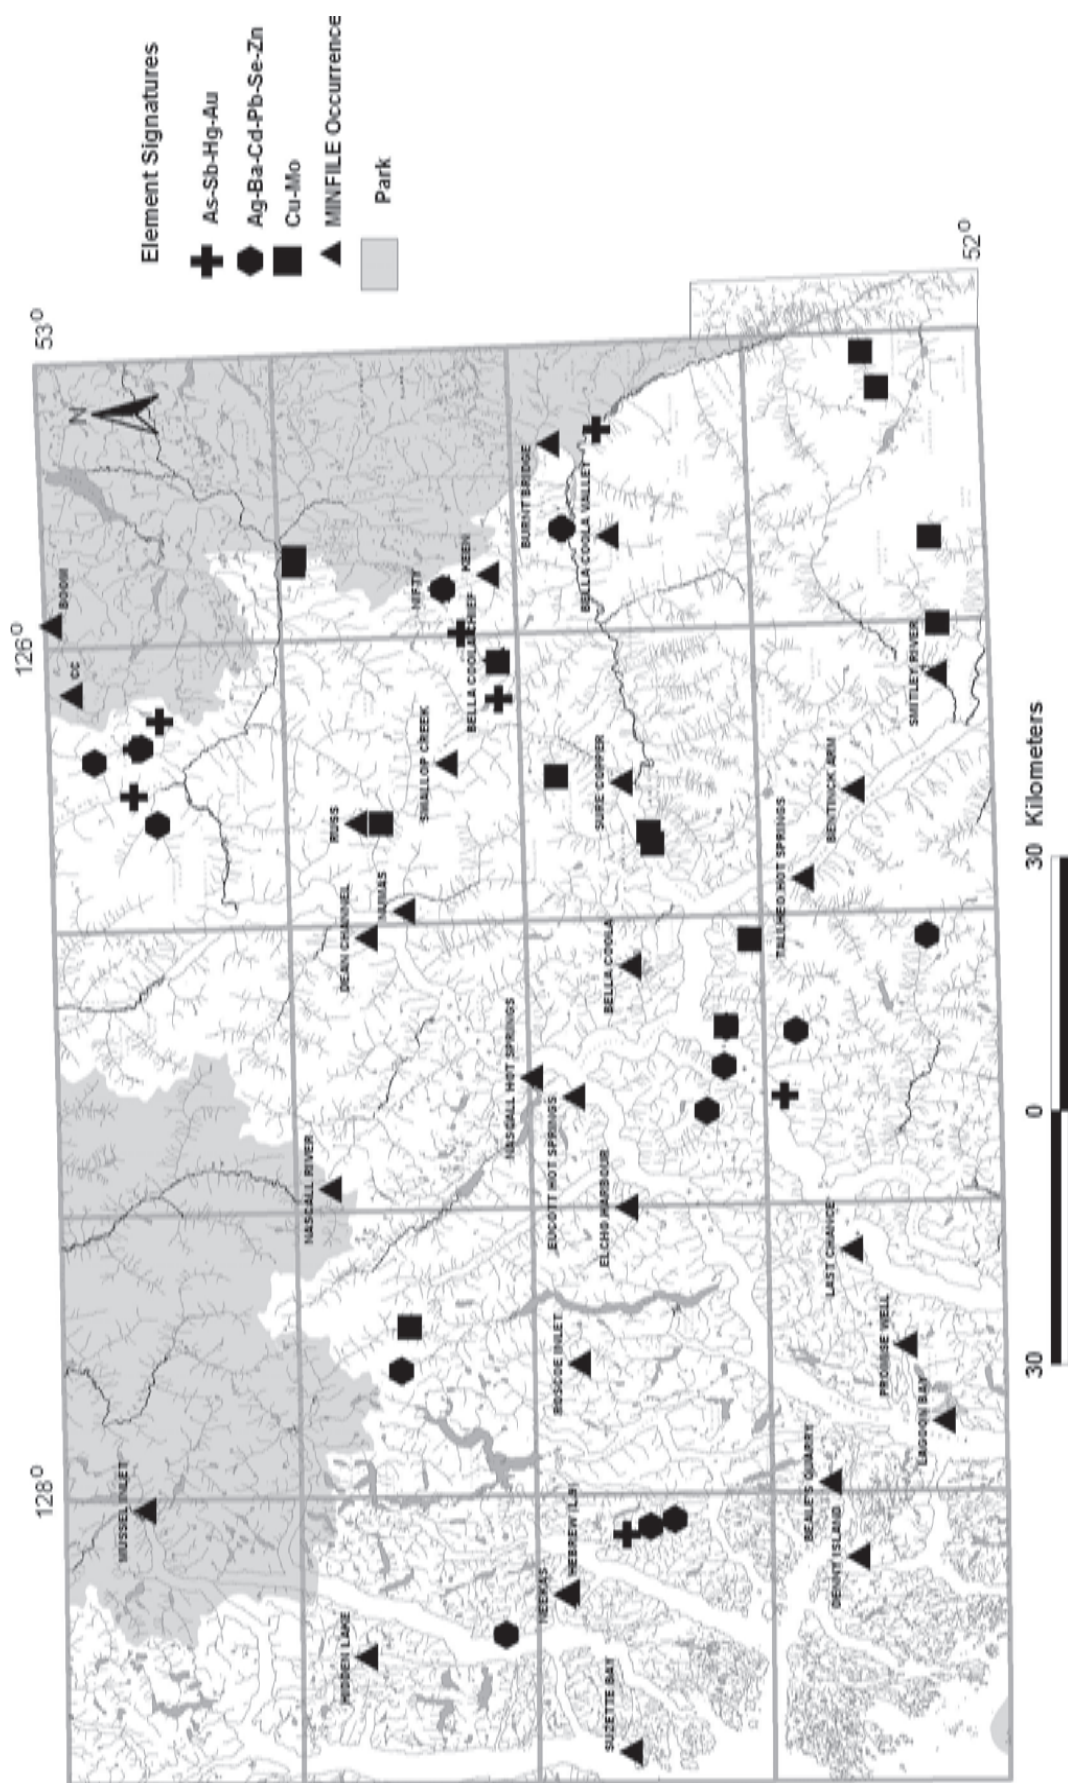 Element Signatures
As-Sb-Hg-Au
Ag-Ba-Cd-Pb-Se-Zn
Cu-Mo
MINFILE Occurrence
Park
128°
126°
53°
52°
N
MUSSEL INLET
CC
BOOM
HIDDEN LAKE
NASCALL RIVER
DEAN CHANNEL
RUSS
SWALLOP CREEK
NIFTY
KEEN
BELLA COOLA CHIEF
NASCALL HOT SPRINGS
BURNT BRIDGE
NEEKAS
SUZETTE BAY
ROSCOE INLET
EUCOTT HOT SPRINGS
ELCHO HARBOUR
BELLA COOLA
SURE COPPER
BELLA COOLA VALLEY
DENNY ISLAND
BEALE'S QUARRY
LAGOON BAY
PROMISE WELL
LAST CHANCE
TALLHEO HOT SPRINGS
BENTINCK ARM
SMITLEY RIVER
30 0 30 Kilometers